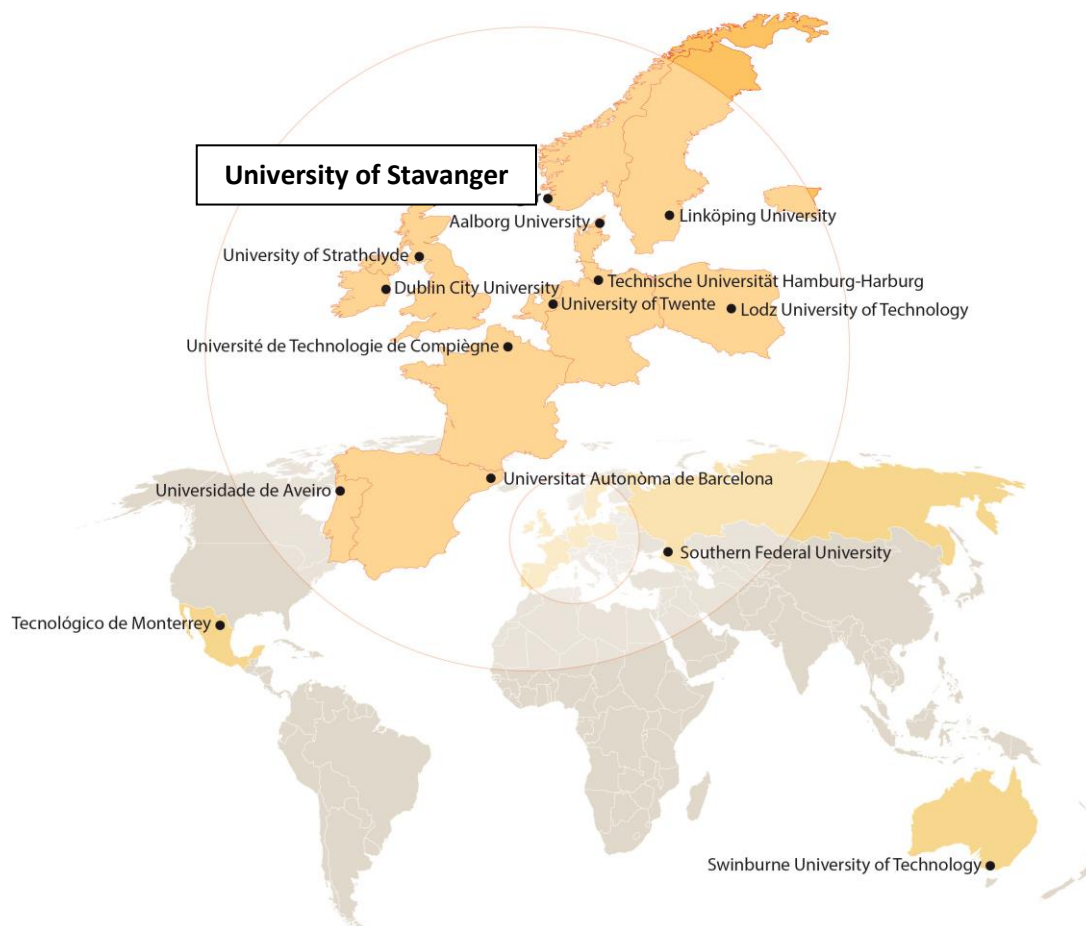 University of Stavanger
Aalborg University
Linköping University
University of Strathclyde
Technische Universität Hamburg-Harburg
Dublin City University
University of Twente
Lodz University of Technology
Université de Technologie de Compiègne
Universitat Autonòma de Barcelona
Universidade de Aveiro
Southern Federal University
Tecnológico de Monterrey
Swinburne University of Technology